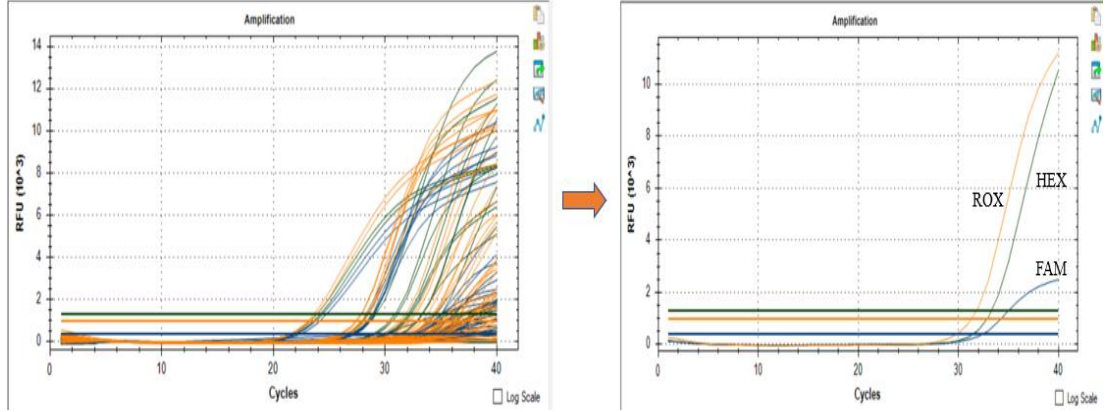 Amplification
14
12
10
8
6
4
2
0
RFU (10^3)
0 10 20 30 40
Cycles
Log Scale
Amplification
10
8
6
4
2
0
RFU (10^3)
ROX
HEX
FAM
0 10 20 30 40
Cycles
Log Scale